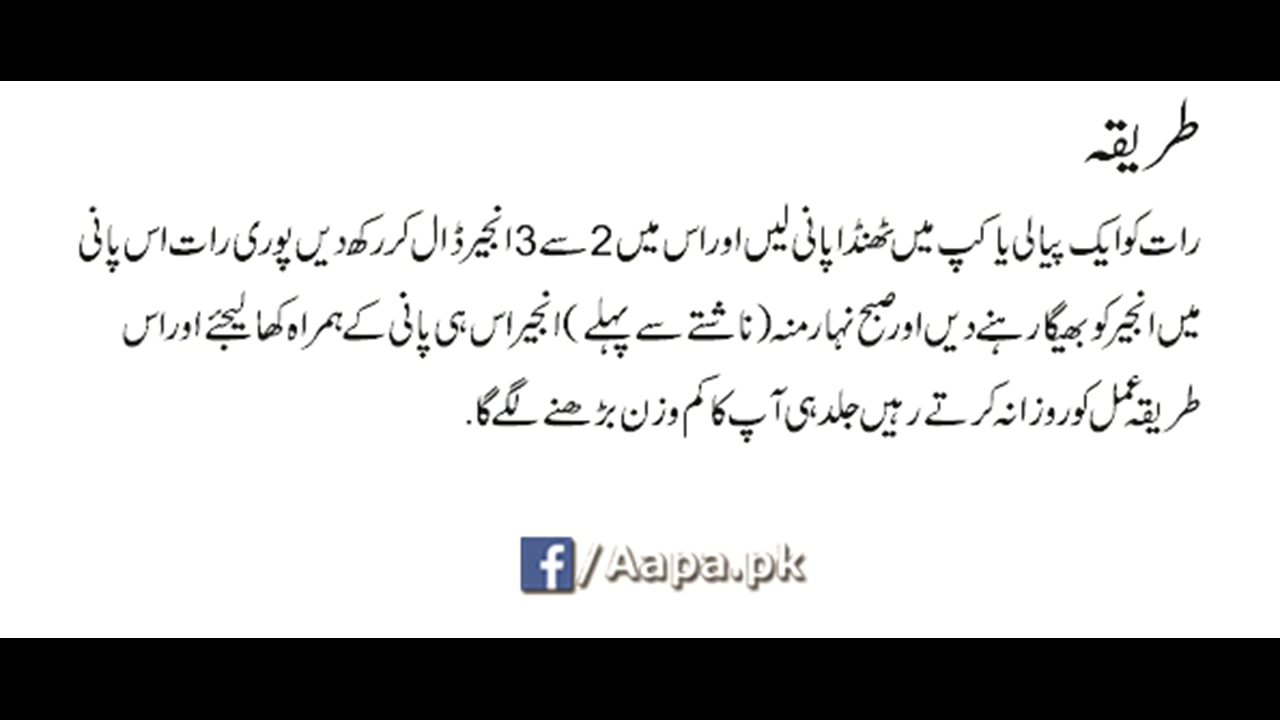 طریقہ
رات کو ایک پیالی یا کپ میں ٹھنڈا پانی لیں اور اس میں 2 سے 3 انجیر ڈال کر رکھ دیں پوری رات اس پانی
میں انجیر کو بھیگا رہنے دیں اور صبح نہار منہ (ناشتے سے پہلے) انجیر اس ہی پانی کے ہمراہ کھا لیجئے اور اس
طریقہ عمل کو روزانہ کرتے رہیں جلد ہی آپ کا کم وزن بڑھنے لگے گا.
f/Aapa.pk